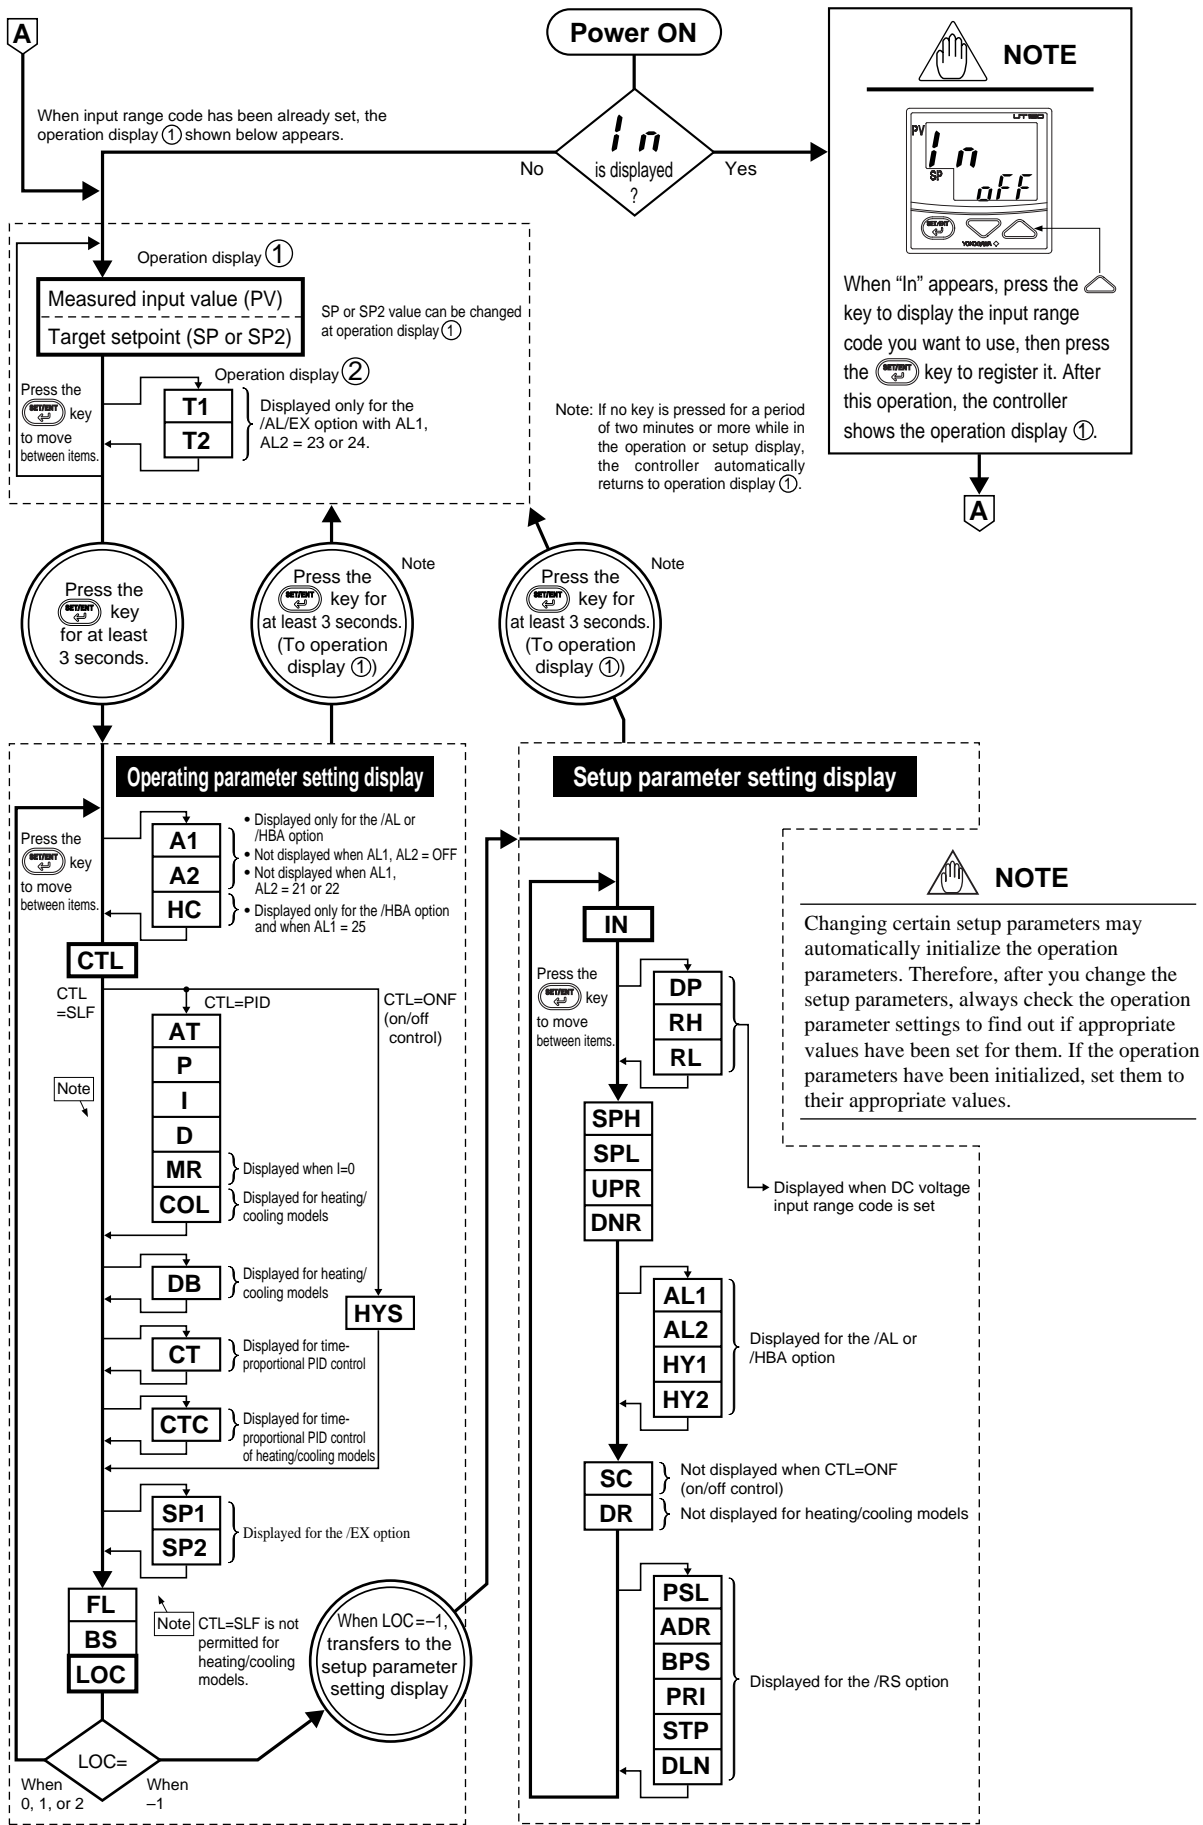 A
Power ON
When input range code has been already set, the
operation display ① shown below appears.
In
is displayed
?
No
Yes
NOTE
UT350
PV
In
SP
oFF
SET/ENT
YOKOGAWA
When “In” appears, press the
key to display the input range
code you want to use, then press
the SET/ENT key to register it. After
this operation, the controller
shows the operation display ①.
A
Operation display ①
Measured input value (PV)
Target setpoint (SP or SP2)
SP or SP2 value can be changed
at operation display ①
Press the
SET/ENT key
to move
between items.
Operation display ②
T1
T2
Displayed only for the
/AL/EX option with AL1,
AL2 = 23 or 24.
Note: If no key is pressed for a period
of two minutes or more while in
the operation or setup display,
the controller automatically
returns to operation display ①.
Press the
SET/ENT key
for at least
3 seconds.
Note
Press the
SET/ENT key for
at least 3 seconds.
(To operation
display ①)
Note
Press the
SET/ENT key for
at least 3 seconds.
(To operation
display ①)
Operating parameter setting display
Press the
SET/ENT key
to move
between items.
A1
A2
HC
• Displayed only for the /AL or
/HBA option
• Not displayed when AL1, AL2 = OFF
• Not displayed when AL1,
AL2 = 21 or 22
• Displayed only for the /HBA option
and when AL1 = 25
CTL
CTL
=SLF
CTL=PID
CTL=ONF
(on/off
control)
Note
AT
P
I
D
MR
Displayed when I=0
COL
Displayed for heating/
cooling models
DB
Displayed for heating/
cooling models
HYS
CT
Displayed for time-
proportional PID control
CTC
Displayed for time-
proportional PID control
of heating/cooling models
SP1
SP2
Displayed for the /EX option
FL
BS
LOC
Note CTL=SLF is not
permitted for
heating/cooling
models.
When LOC=–1,
transfers to the
setup parameter
setting display
LOC=
When
0, 1, or 2
When
–1
Setup parameter setting display
IN
Press the
SET/ENT key
to move
between items.
DP
RH
RL
SPH
SPL
UPR
DNR
Displayed when DC voltage
input range code is set
AL1
AL2
HY1
HY2
Displayed for the /AL or
/HBA option
SC
Not displayed when CTL=ONF
(on/off control)
DR
Not displayed for heating/cooling models
PSL
ADR
BPS
PRI
STP
DLN
Displayed for the /RS option
NOTE
Changing certain setup parameters may
automatically initialize the operation
parameters. Therefore, after you change the
setup parameters, always check the operation
parameter settings to find out if appropriate
values have been set for them. If the operation
parameters have been initialized, set them to
their appropriate values.